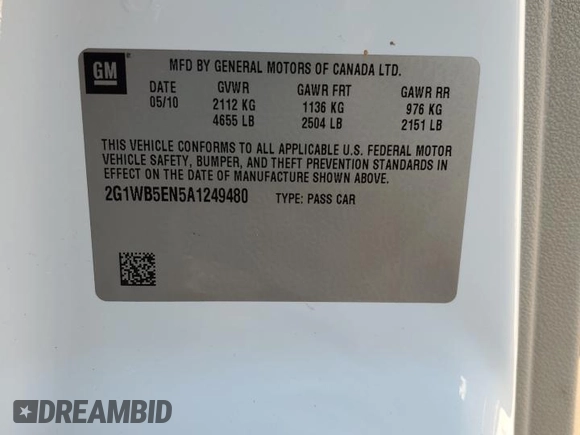 GM
MFD BY GENERAL MOTORS OF CANADA LTD.
DATE GVWR GAWR FRT GAWR RR
05/10 2112 KG 1136 KG 976 KG
4655 LB 2504 LB 2151 LB
THIS VEHICLE CONFORMS TO ALL APPLICABLE U.S. FEDERAL MOTOR
VEHICLE SAFETY, BUMPER, AND THEFT PREVENTION STANDARDS IN
EFFECT ON THE DATE OF MANUFACTURE SHOWN ABOVE.
2G1WB5EN5A1249480 TYPE: PASS CAR
DREAMBID